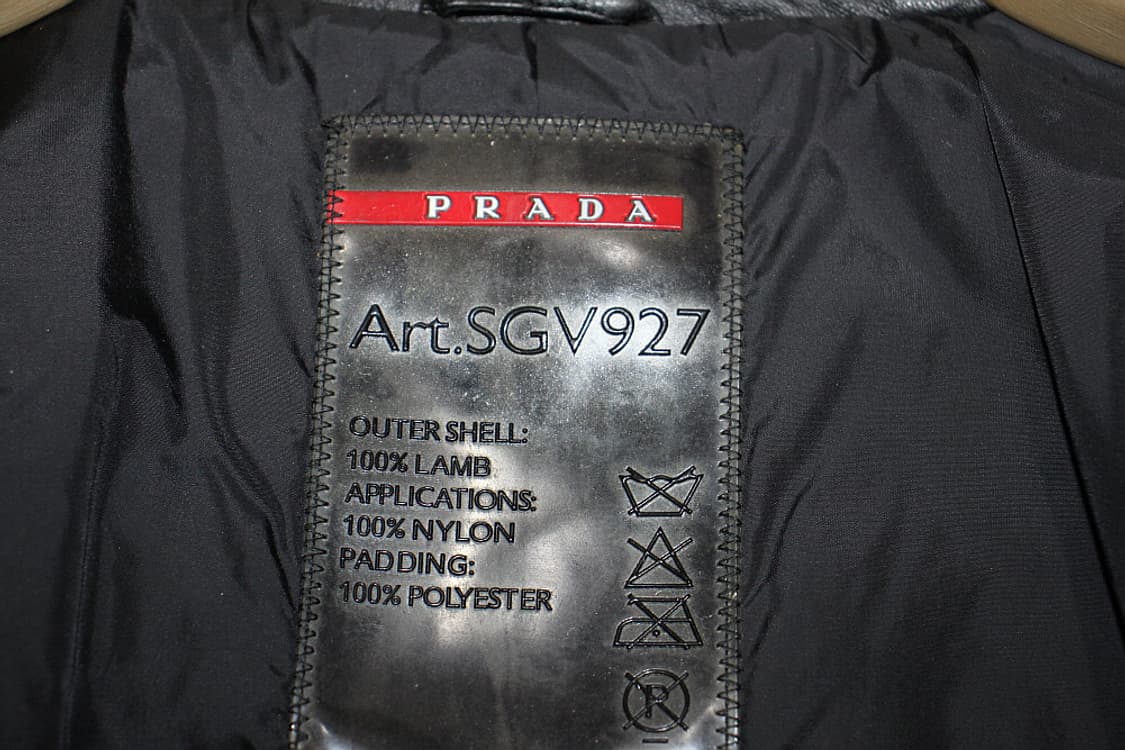 PRADA
Art.SGV927
OUTER SHELL:
100% LAMB
APPLICATIONS:
100% NYLON
PADDING:
100% POLYESTER
P